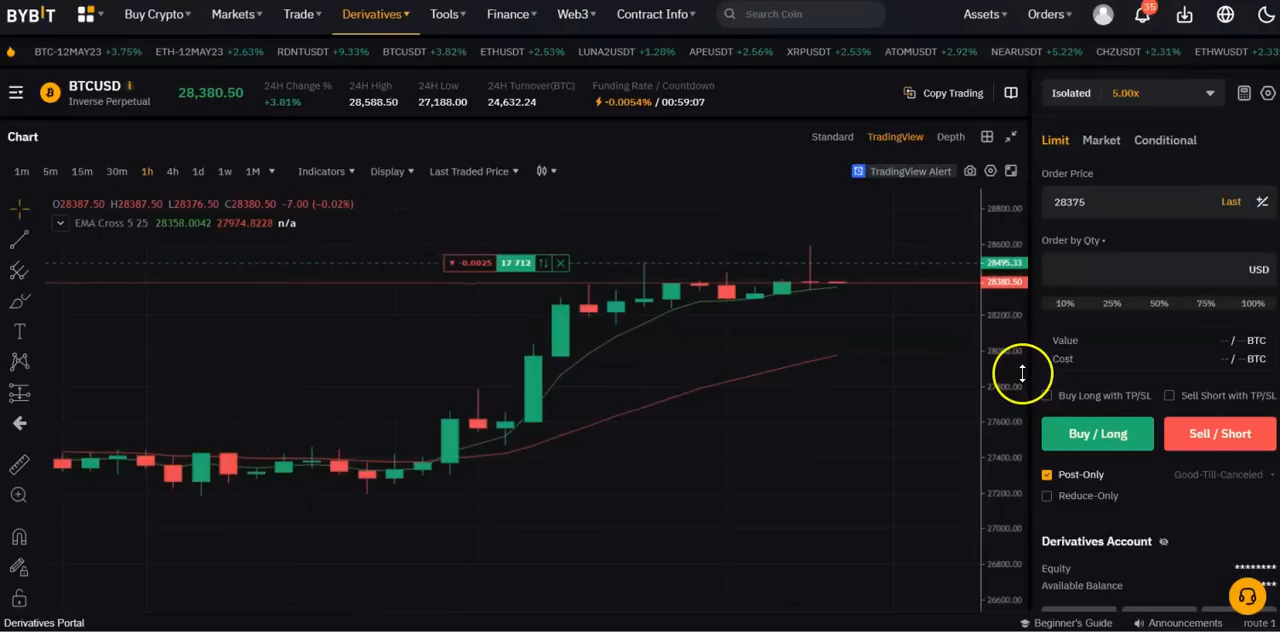 BYBIT Buy Crypto Markets Trade Derivatives Tools Finance Web3 Contract Info Search Coin Assets Orders 35
BTC-12MAY23 +3.75% ETH-12MAY23 +2.63% RDNTUSDT +9.33% BTCUSDT +3.82% ETHUSDT +2.53% LUNA2USDT +1.28% APEUSDT +2.56% XRPUSDT +2.53% ATOMUSDT +2.92% NEARUSDT +5.22% CHZUSDT +2.31% ETHWUSDT +2.33
BTCUSD
Inverse Perpetual
28,380.50
24H Change %
+3.81%
24H High
28,588.50
24H Low
27,188.00
24H Turnover(BTC)
24,632.24
Funding Rate / Countdown
-0.0054% / 00:59:07
Copy Trading
Isolated 5.00x
Chart
Standard TradingView Depth
Limit Market Conditional
1m 5m 15m 30m 1h 4h 1d 1w 1M Indicators Display Last Traded Price TradingView Alert
Order Price
28375 Last
O28387.50 H28387.50 L28376.50 C28380.50 -7.00 (-0.02%)
EMA Cross 5 25 28358.0042 27974.8228 n/a
-0.0025 17 712
28800.00
28600.00
28495.33
28380.50
28200.00
27600.00
27400.00
27200.00
27000.00
26800.00
26600.00
Order by Qty
USD
10% 25% 50% 75% 100%
Value -- / -- BTC
Cost -- / -- BTC
Buy Long with TP/SL Sell Short with TP/SL
Buy / Long Sell / Short
Post-Only Good-Till-Canceled
Reduce-Only
Derivatives Account
Equity ********
Available Balance
Derivatives Portal Beginner's Guide Announcements route 1